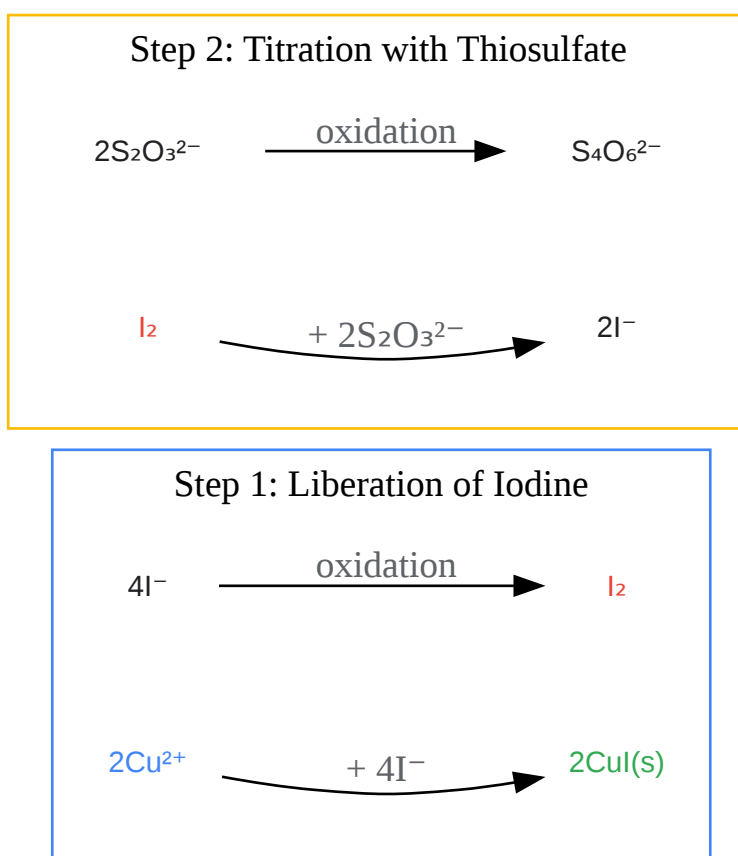 Step 2: Titration with Thiosulfate
oxidation
2S₂O₃²⁻ S₄O₆²⁻
I₂ + 2S₂O₃²⁻ 2I⁻
Step 1: Liberation of Iodine
oxidation
4I⁻ I₂
2Cu²⁺ + 4I⁻ 2CuI(s)